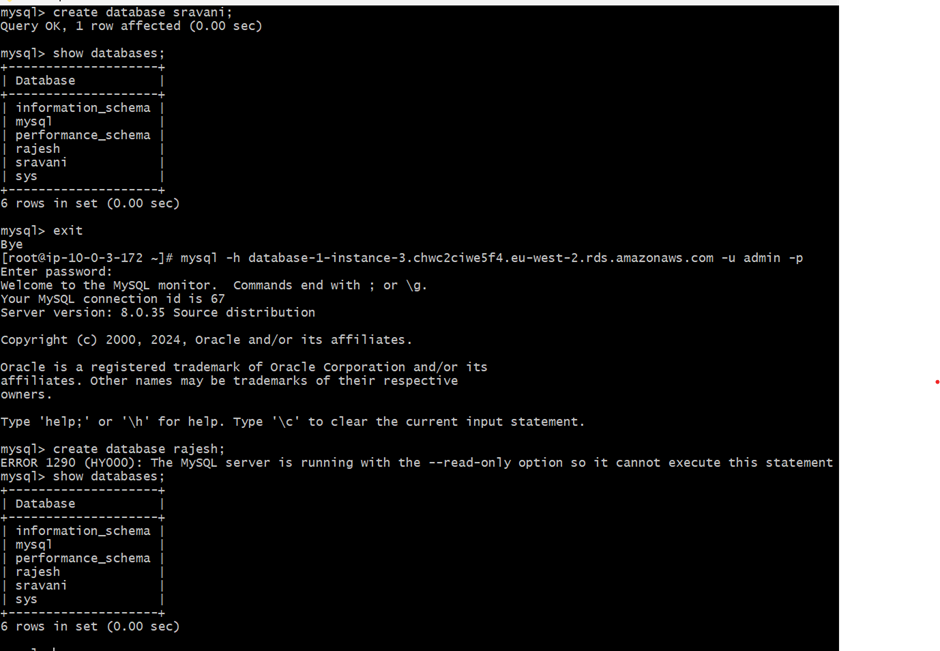 mysql> create database sravani;
Query OK, 1 row affected (0.00 sec)
mysql> show databases;
+--------------------+
| Database           |
+--------------------+
| information_schema |
| mysql              |
| performance_schema |
| rajesh             |
| sravani            |
| sys                |
+--------------------+
6 rows in set (0.00 sec)
mysql> exit
Bye
[root@ip-10-0-3-172 ~]# mysql -h database-1-instance-3.chwc2ciwe5f4.eu-west-2.rds.amazonaws.com -u admin -p
Enter password:
Welcome to the MySQL monitor.  Commands end with ; or \g.
Your MySQL connection id is 67
Server version: 8.0.35 Source distribution
Copyright (c) 2000, 2024, Oracle and/or its affiliates.
Oracle is a registered trademark of Oracle Corporation and/or its
affiliates. Other names may be trademarks of their respective
owners.
Type 'help;' or '\h' for help. Type '\c' to clear the current input statement.
mysql> create database rajesh;
ERROR 1290 (HY000): The MySQL server is running with the --read-only option so it cannot execute this statement
mysql> show databases;
+--------------------+
| Database           |
+--------------------+
| information_schema |
| mysql              |
| performance_schema |
| rajesh             |
| sravani            |
| sys                |
+--------------------+
6 rows in set (0.00 sec)